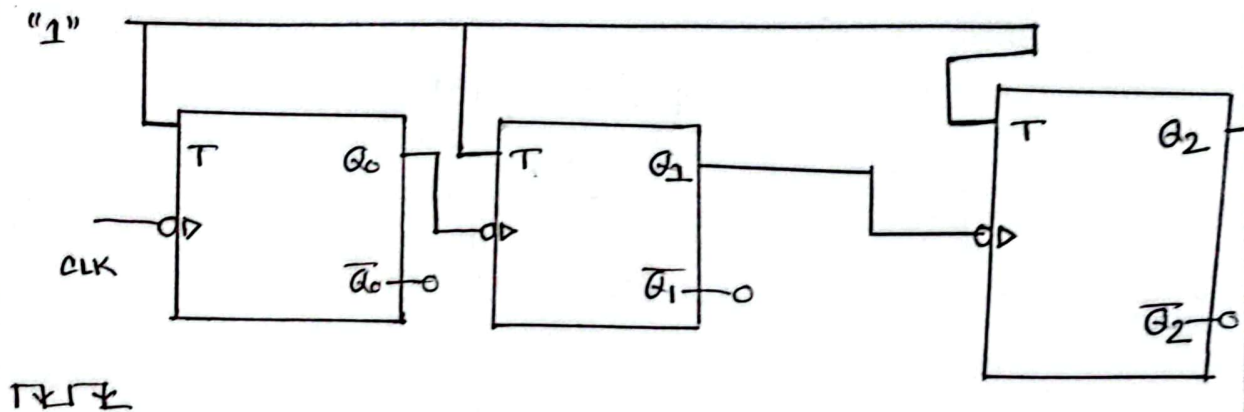 "1"
T Q₀ T Q₁ T Q₂
CLK
Q̅₀ Q̅₁ Q̅₂